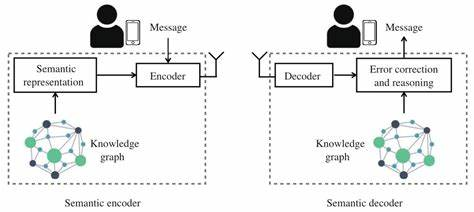 Message
Semantic
representation
Encoder
Knowledge
graph
Semantic encoder
Message
Decoder
Error correction
and reasoning
Knowledge
graph
Semantic decoder